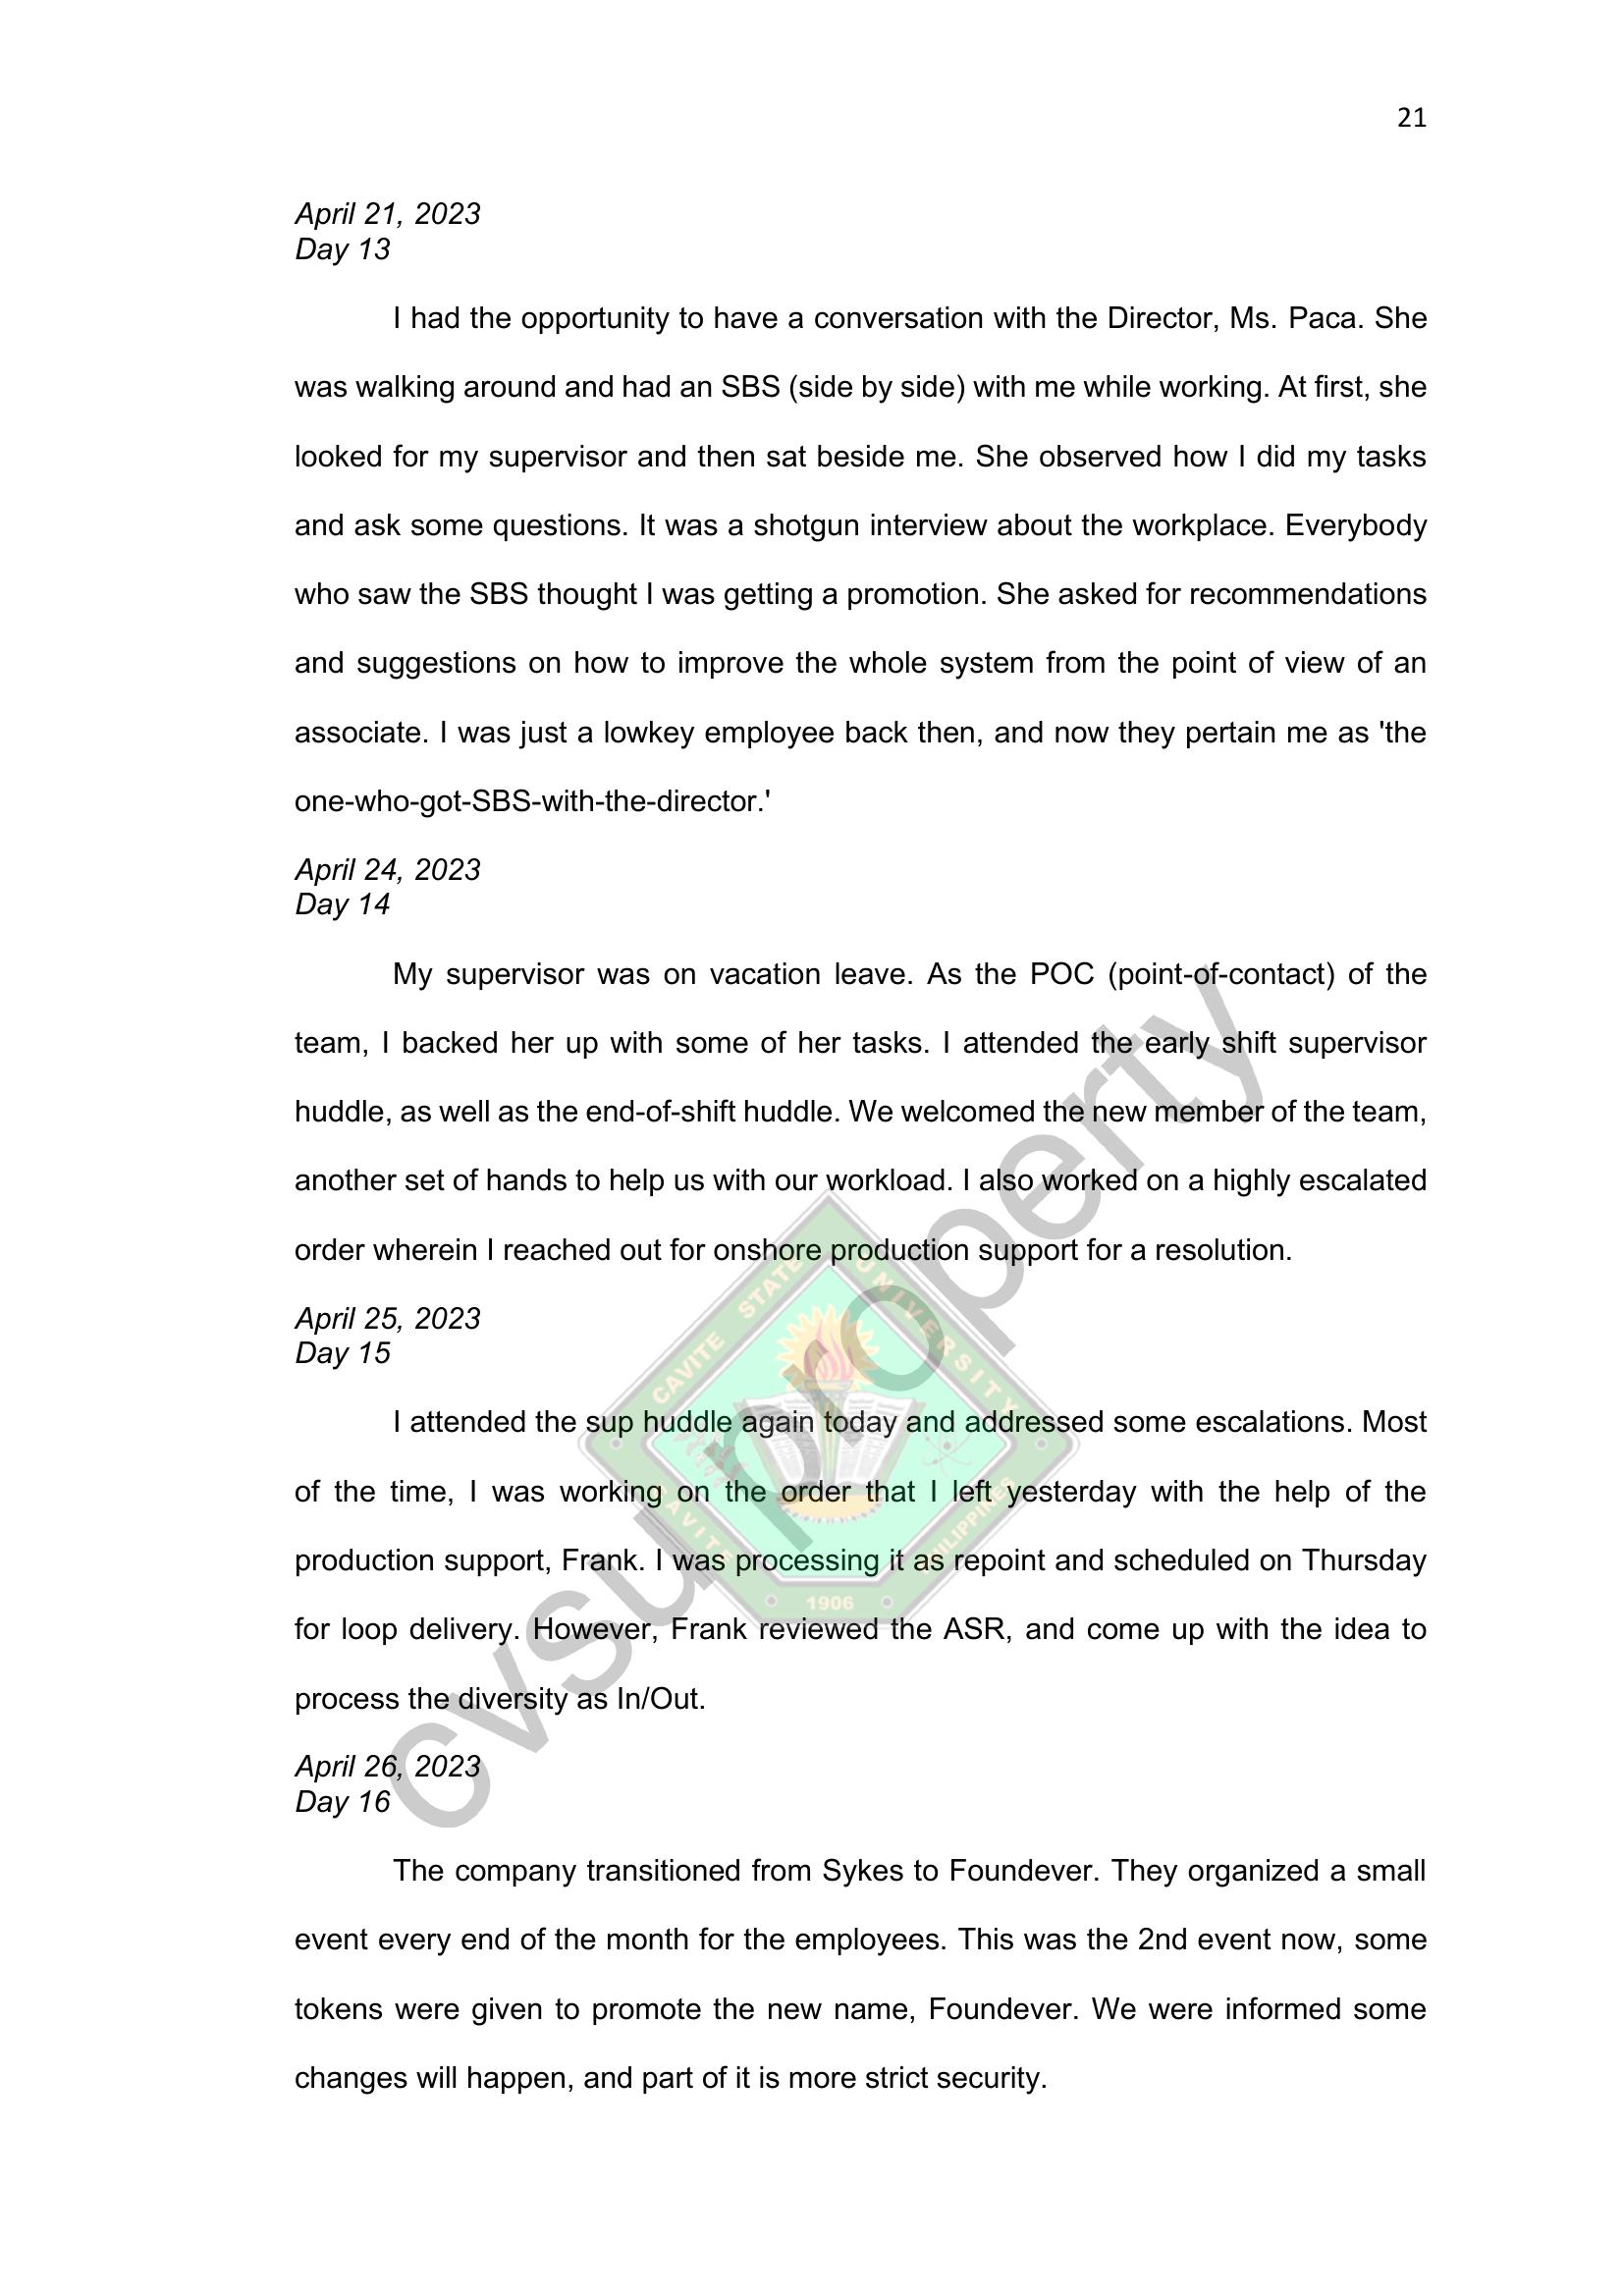 21
April 21, 2023
Day 13
I had the opportunity to have a conversation with the Director, Ms. Paca. She
was walking around and had an SBS (side by side) with me while working. At first, she
looked for my supervisor and then sat beside me. She observed how I did my tasks
and ask some questions. It was a shotgun interview about the workplace. Everybody
who saw the SBS thought I was getting a promotion. She asked for recommendations
and suggestions on how to improve the whole system from the point of view of an
associate. I was just a lowkey employee back then, and now they pertain me as 'the
one-who-got-SBS-with-the-director.'
April 24, 2023
Day 14
My supervisor was on vacation leave. As the POC (point-of-contact) of the
team, I backed her up with some of her tasks. I attended the early shift supervisor
huddle, as well as the end-of-shift huddle. We welcomed the new member of the team,
another set of hands to help us with our workload. I also worked on a highly escalated
order wherein I reached out for onshore production support for a resolution.
April 25, 2023
Day 15
I attended the sup huddle again today and addressed some escalations. Most
of the time, I was working on the order that I left yesterday with the help of the
production support, Frank. I was processing it as repoint and scheduled on Thursday
for loop delivery. However, Frank reviewed the ASR, and come up with the idea to
process the diversity as In/Out.
April 26, 2023
Day 16
The company transitioned from Sykes to Foundever. They organized a small
event every end of the month for the employees. This was the 2nd event now, some
tokens were given to promote the new name, Foundever. We were informed some
changes will happen, and part of it is more strict security.
cvsu property
CAVITE STATE UNIVERSITY
CAVITE PHILIPPINES
1906